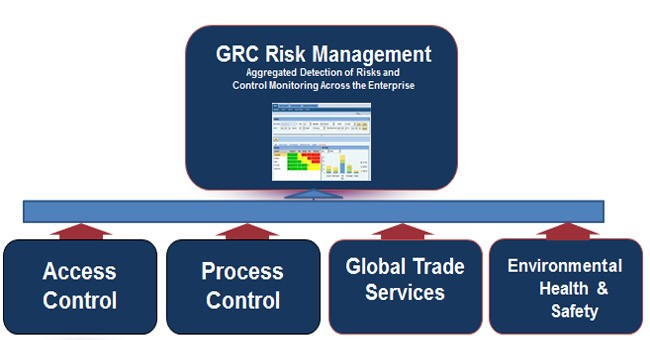 GRC Risk Management
Aggregated Detection of Risks and
Control Monitoring Across the Enterprise
Access
Control
Process
Control
Global Trade
Services
Environmental
Health &
Safety